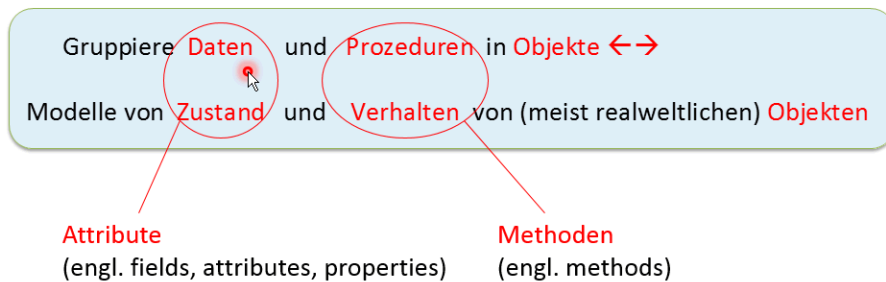 Gruppiere Daten und Prozeduren in Objekte ←→
Modelle von Zustand und Verhalten von (meist realweltlichen) Objekten
Attribute
(engl. fields, attributes, properties)
Methoden
(engl. methods)